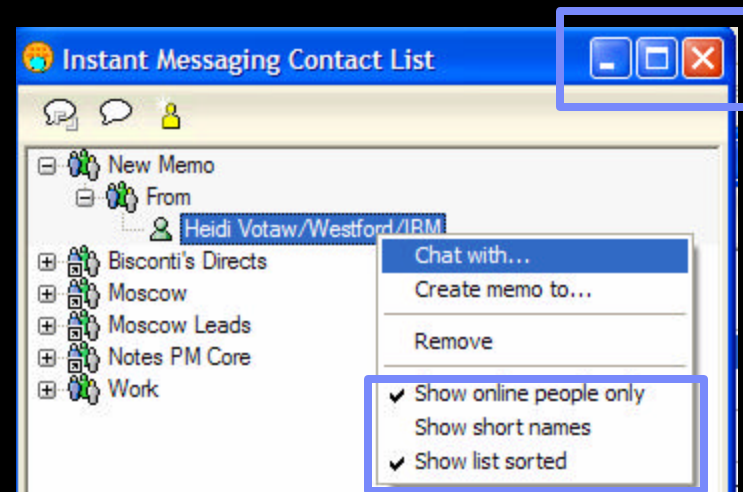 Instant Messaging Contact List
New Memo
From
Heidi Votaw/Westford/IBM
Bisconti's Directs
Moscow
Moscow Leads
Notes PM Core
Work
Chat with...
Create memo to...
Remove
Show online people only
Show short names
Show list sorted